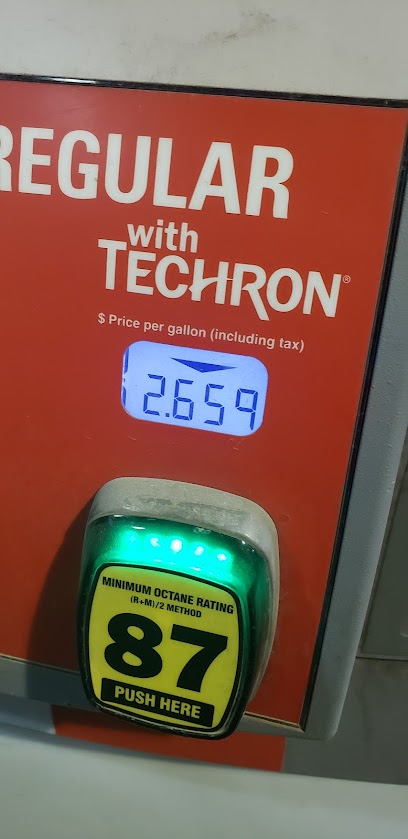 REGULAR
with
TECHRON®
$ Price per gallon (including tax)
2.659
MINIMUM OCTANE RATING
(R+M)/2 METHOD
87
PUSH HERE